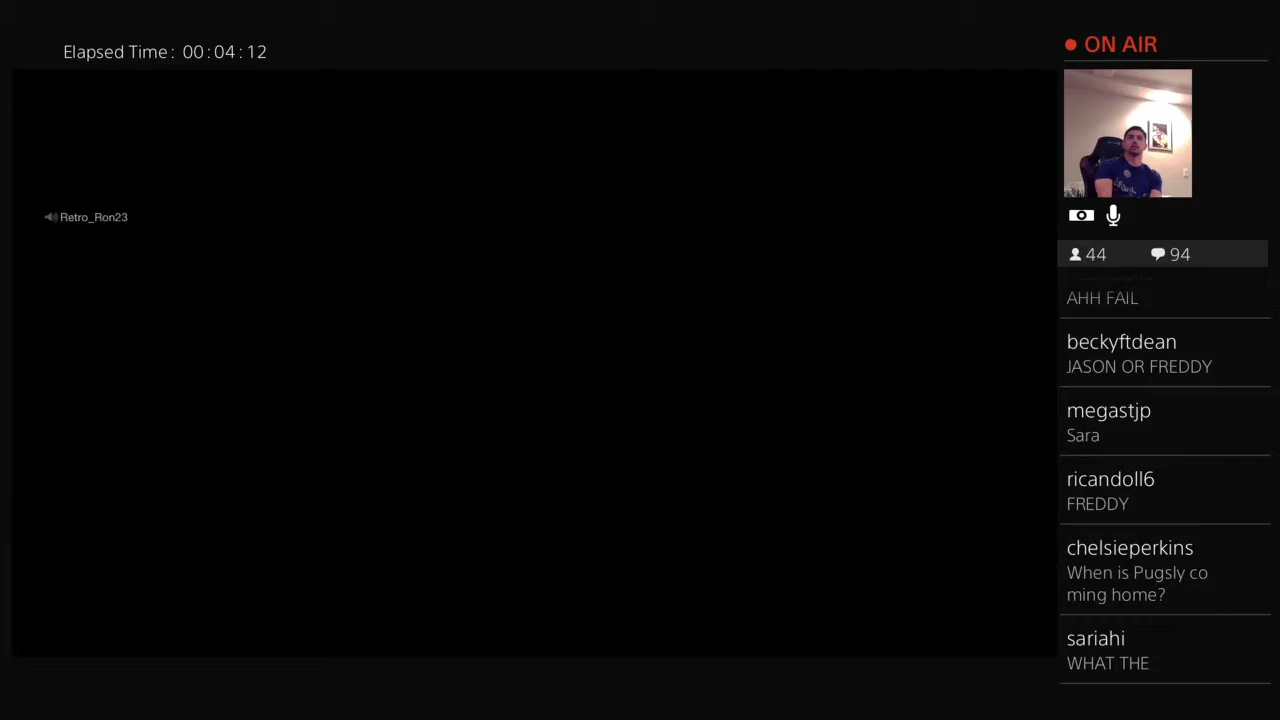 Elapsed Time: 00:04:12
ON AIR
Retro_Ron23
44 94
AHH FAIL
beckyftdean
JASON OR FREDDY
megastjp
Sara
ricandoll6
FREDDY
chelsieperkins
When is Pugsly co
ming home?
sariahi
WHAT THE